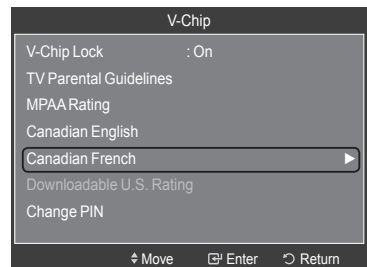 V-Chip
V-Chip Lock : On
TV Parental Guidelines
MPAA Rating
Canadian English
Canadian French
Downloadable U.S. Rating
Change PIN
Move Enter Return